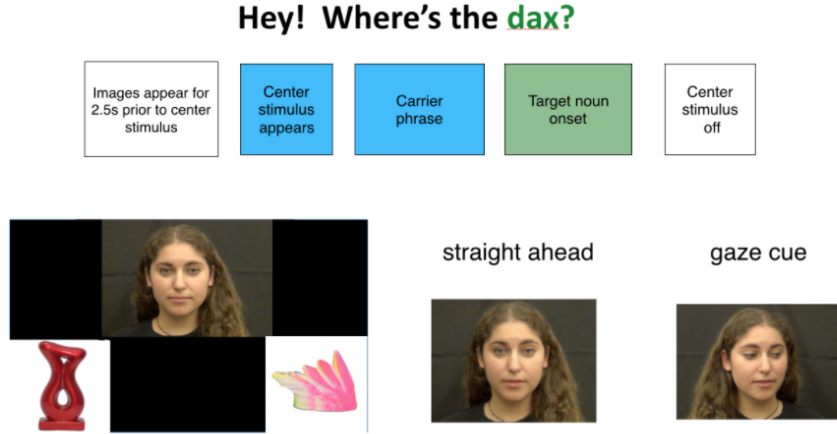 Hey! Where's the dax?
Images appear for
2.5s prior to center
stimulus
Center
stimulus
appears
Carrier
phrase
Target noun
onset
Center
stimulus
off
straight ahead
gaze cue